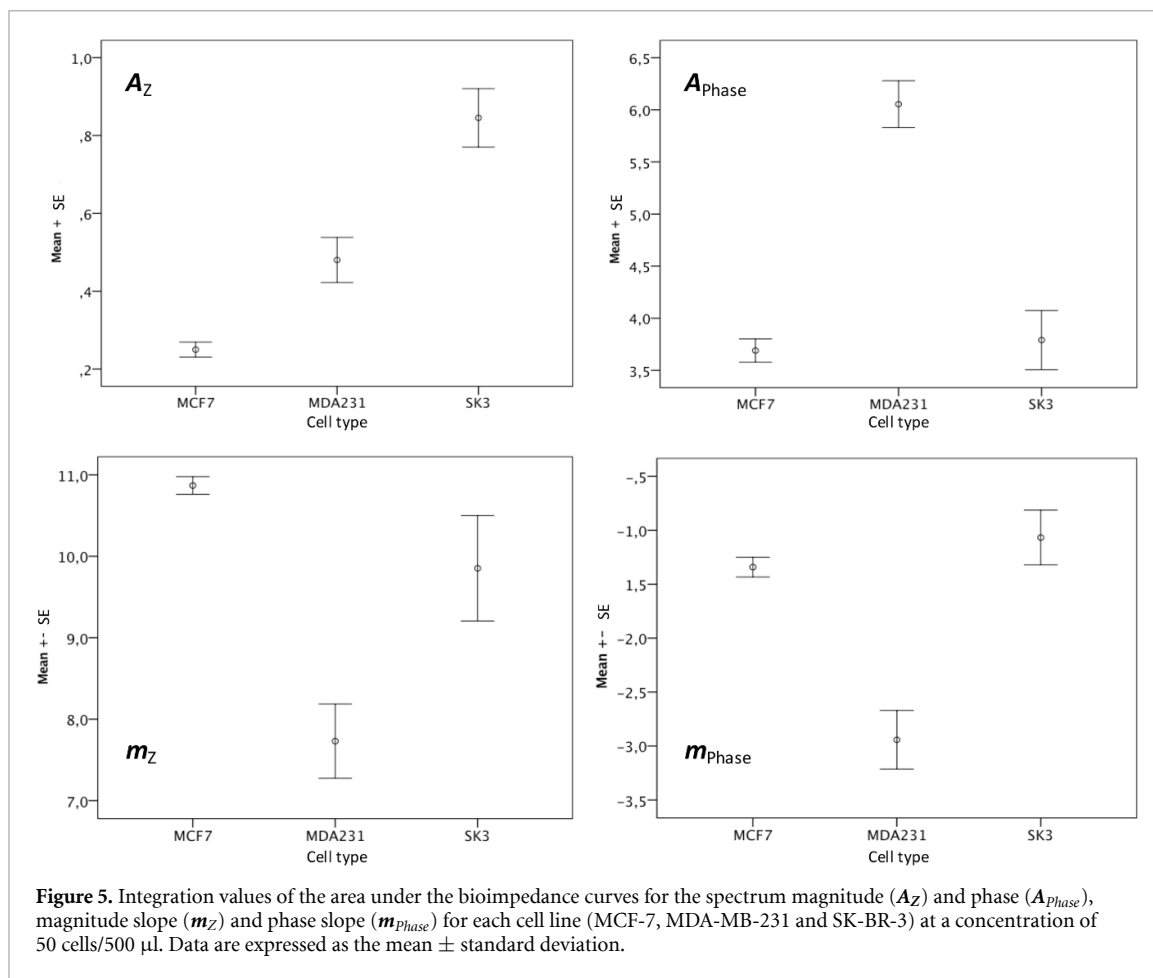 A_Z
1,0
,8
,6
,4
,2
Mean + SE
MCF7 MDA231 SK3
Cell type
A_Phase
6,5
6,0
5,5
5,0
4,5
4,0
3,5
Mean + SE
MCF7 MDA231 SK3
Cell type
11,0
10,0
9,0
8,0
7,0
Mean +- SE
m_Z
MCF7 MDA231 SK3
Cell type
-,5
-1,0
1,5
-2,0
-2,5
-3,0
-3,5
Mean +- SE
m_Phase
MCF7 MDA231 SK3
Cell type
Figure 5. Integration values of the area under the bioimpedance curves for the spectrum magnitude (A_Z) and phase (A_Phase),
magnitude slope (m_Z) and phase slope (m_Phase) for each cell line (MCF-7, MDA-MB-231 and SK-BR-3) at a concentration of
50 cells/500 μl. Data are expressed as the mean ± standard deviation.